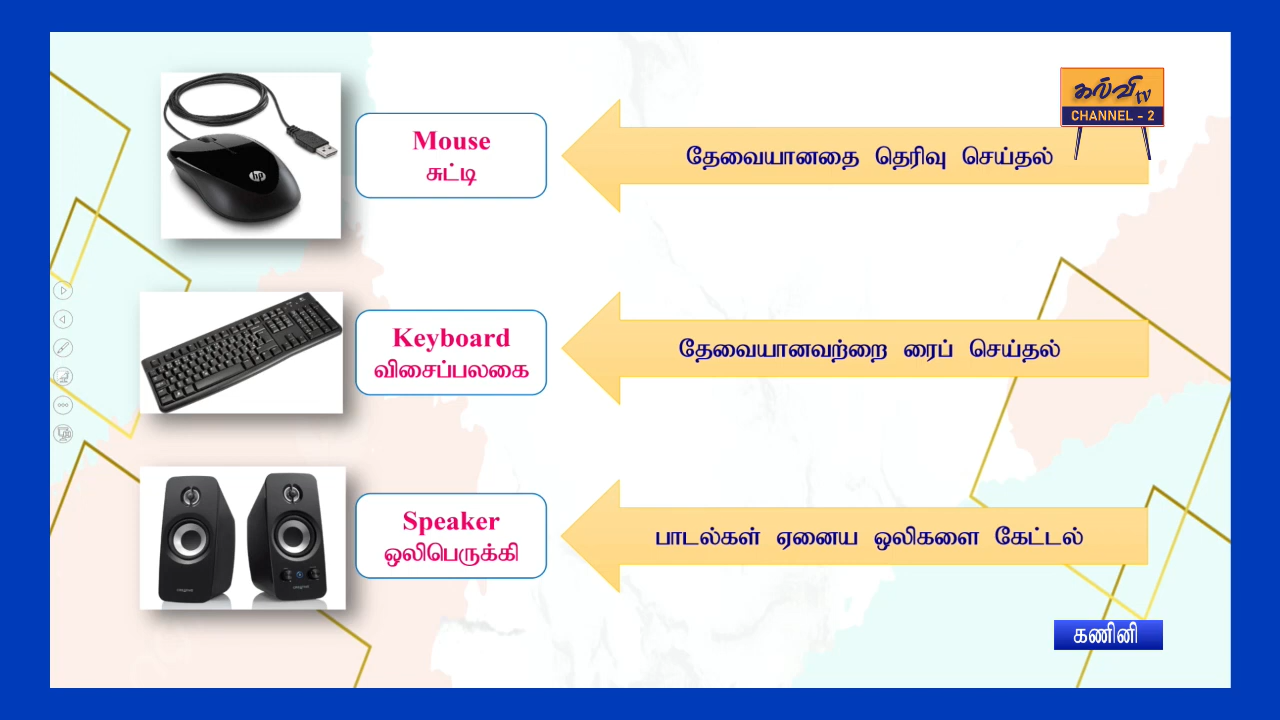 கல்வி tv
CHANNEL - 2
Mouse
சுட்டி
தேவையானதை தெரிவு செய்தல்
hp
Keyboard
விசைப்பலகை
தேவையானவற்றை ரைப் செய்தல்
Speaker
ஒலிபெருக்கி
பாடல்கள் ஏனைய ஒலிகளை கேட்டல்
கணினி